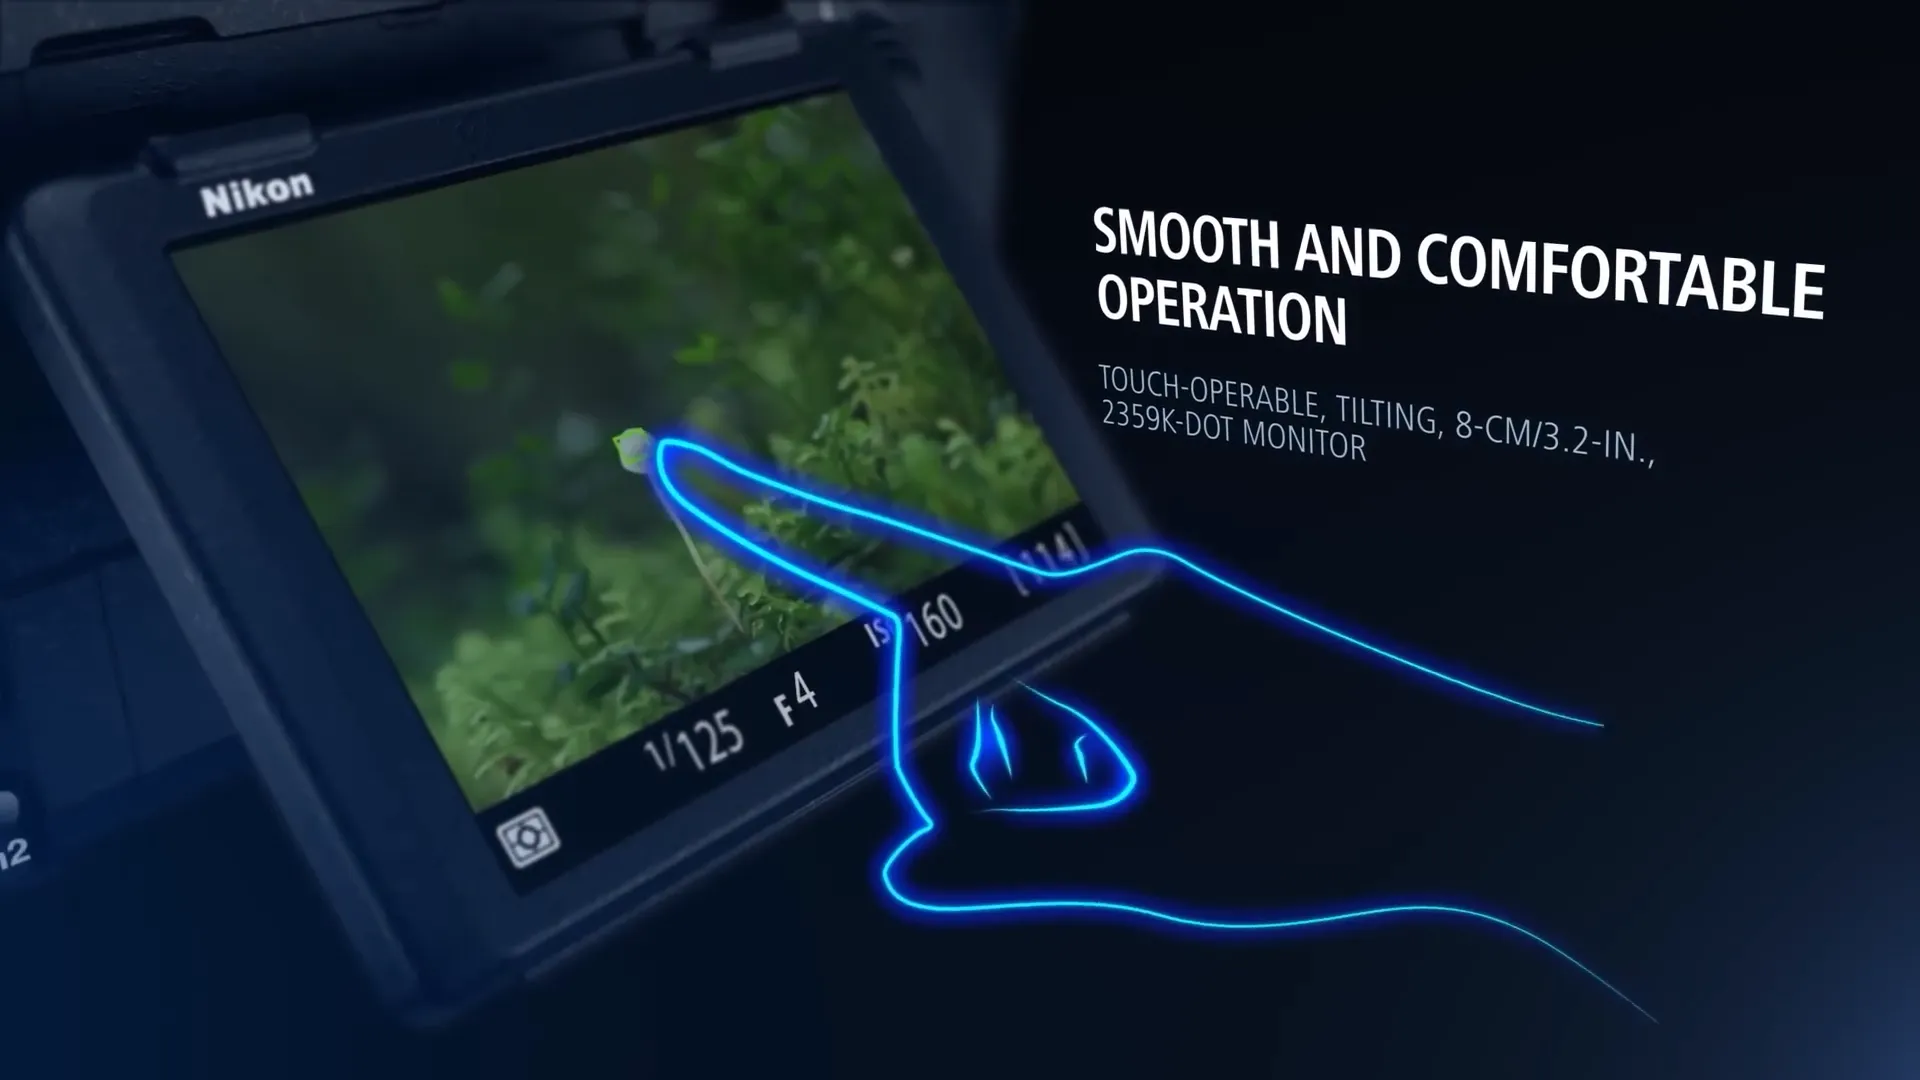 Nikon
SMOOTH AND COMFORTABLE
OPERATION
TOUCH-OPERABLE, TILTING, 8-CM/3.2-IN.,
2359K-DOT MONITOR
[114]
160
F4
1/125